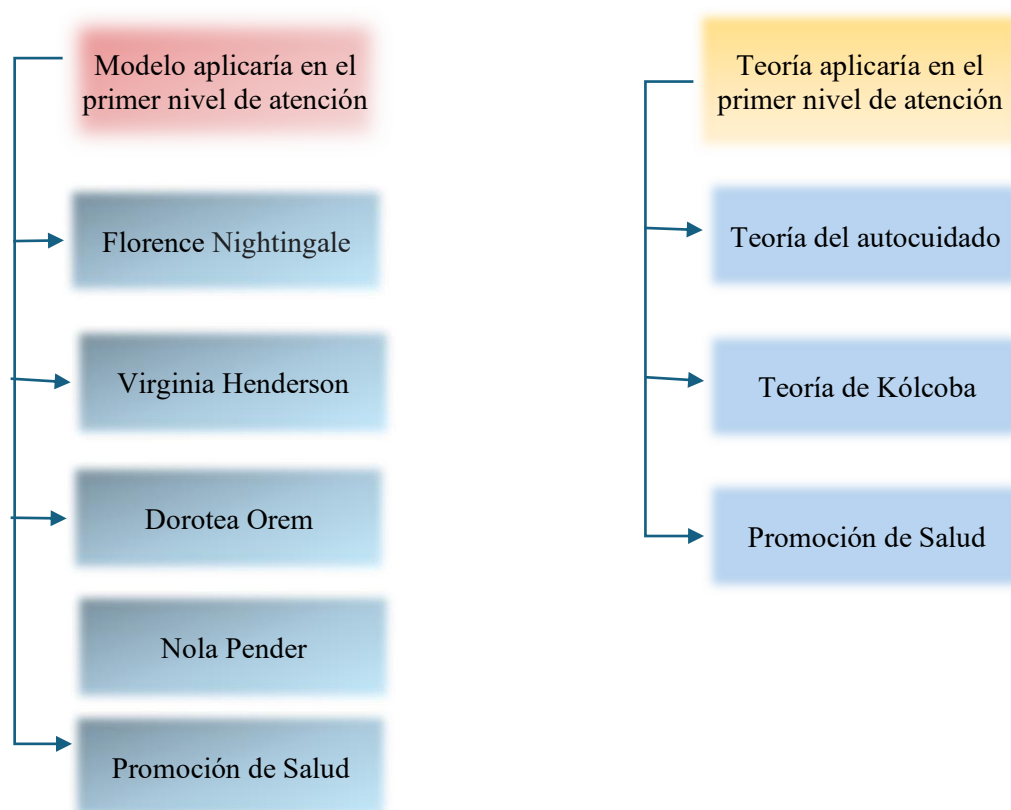 Modelo aplicaría en el
primer nivel de atención
Florence Nightingale
Virginia Henderson
Dorotea Orem
Nola Pender
Promoción de Salud
Teoría aplicaría en el
primer nivel de atención
Teoría del autocuidado
Teoría de Kólcoba
Promoción de Salud